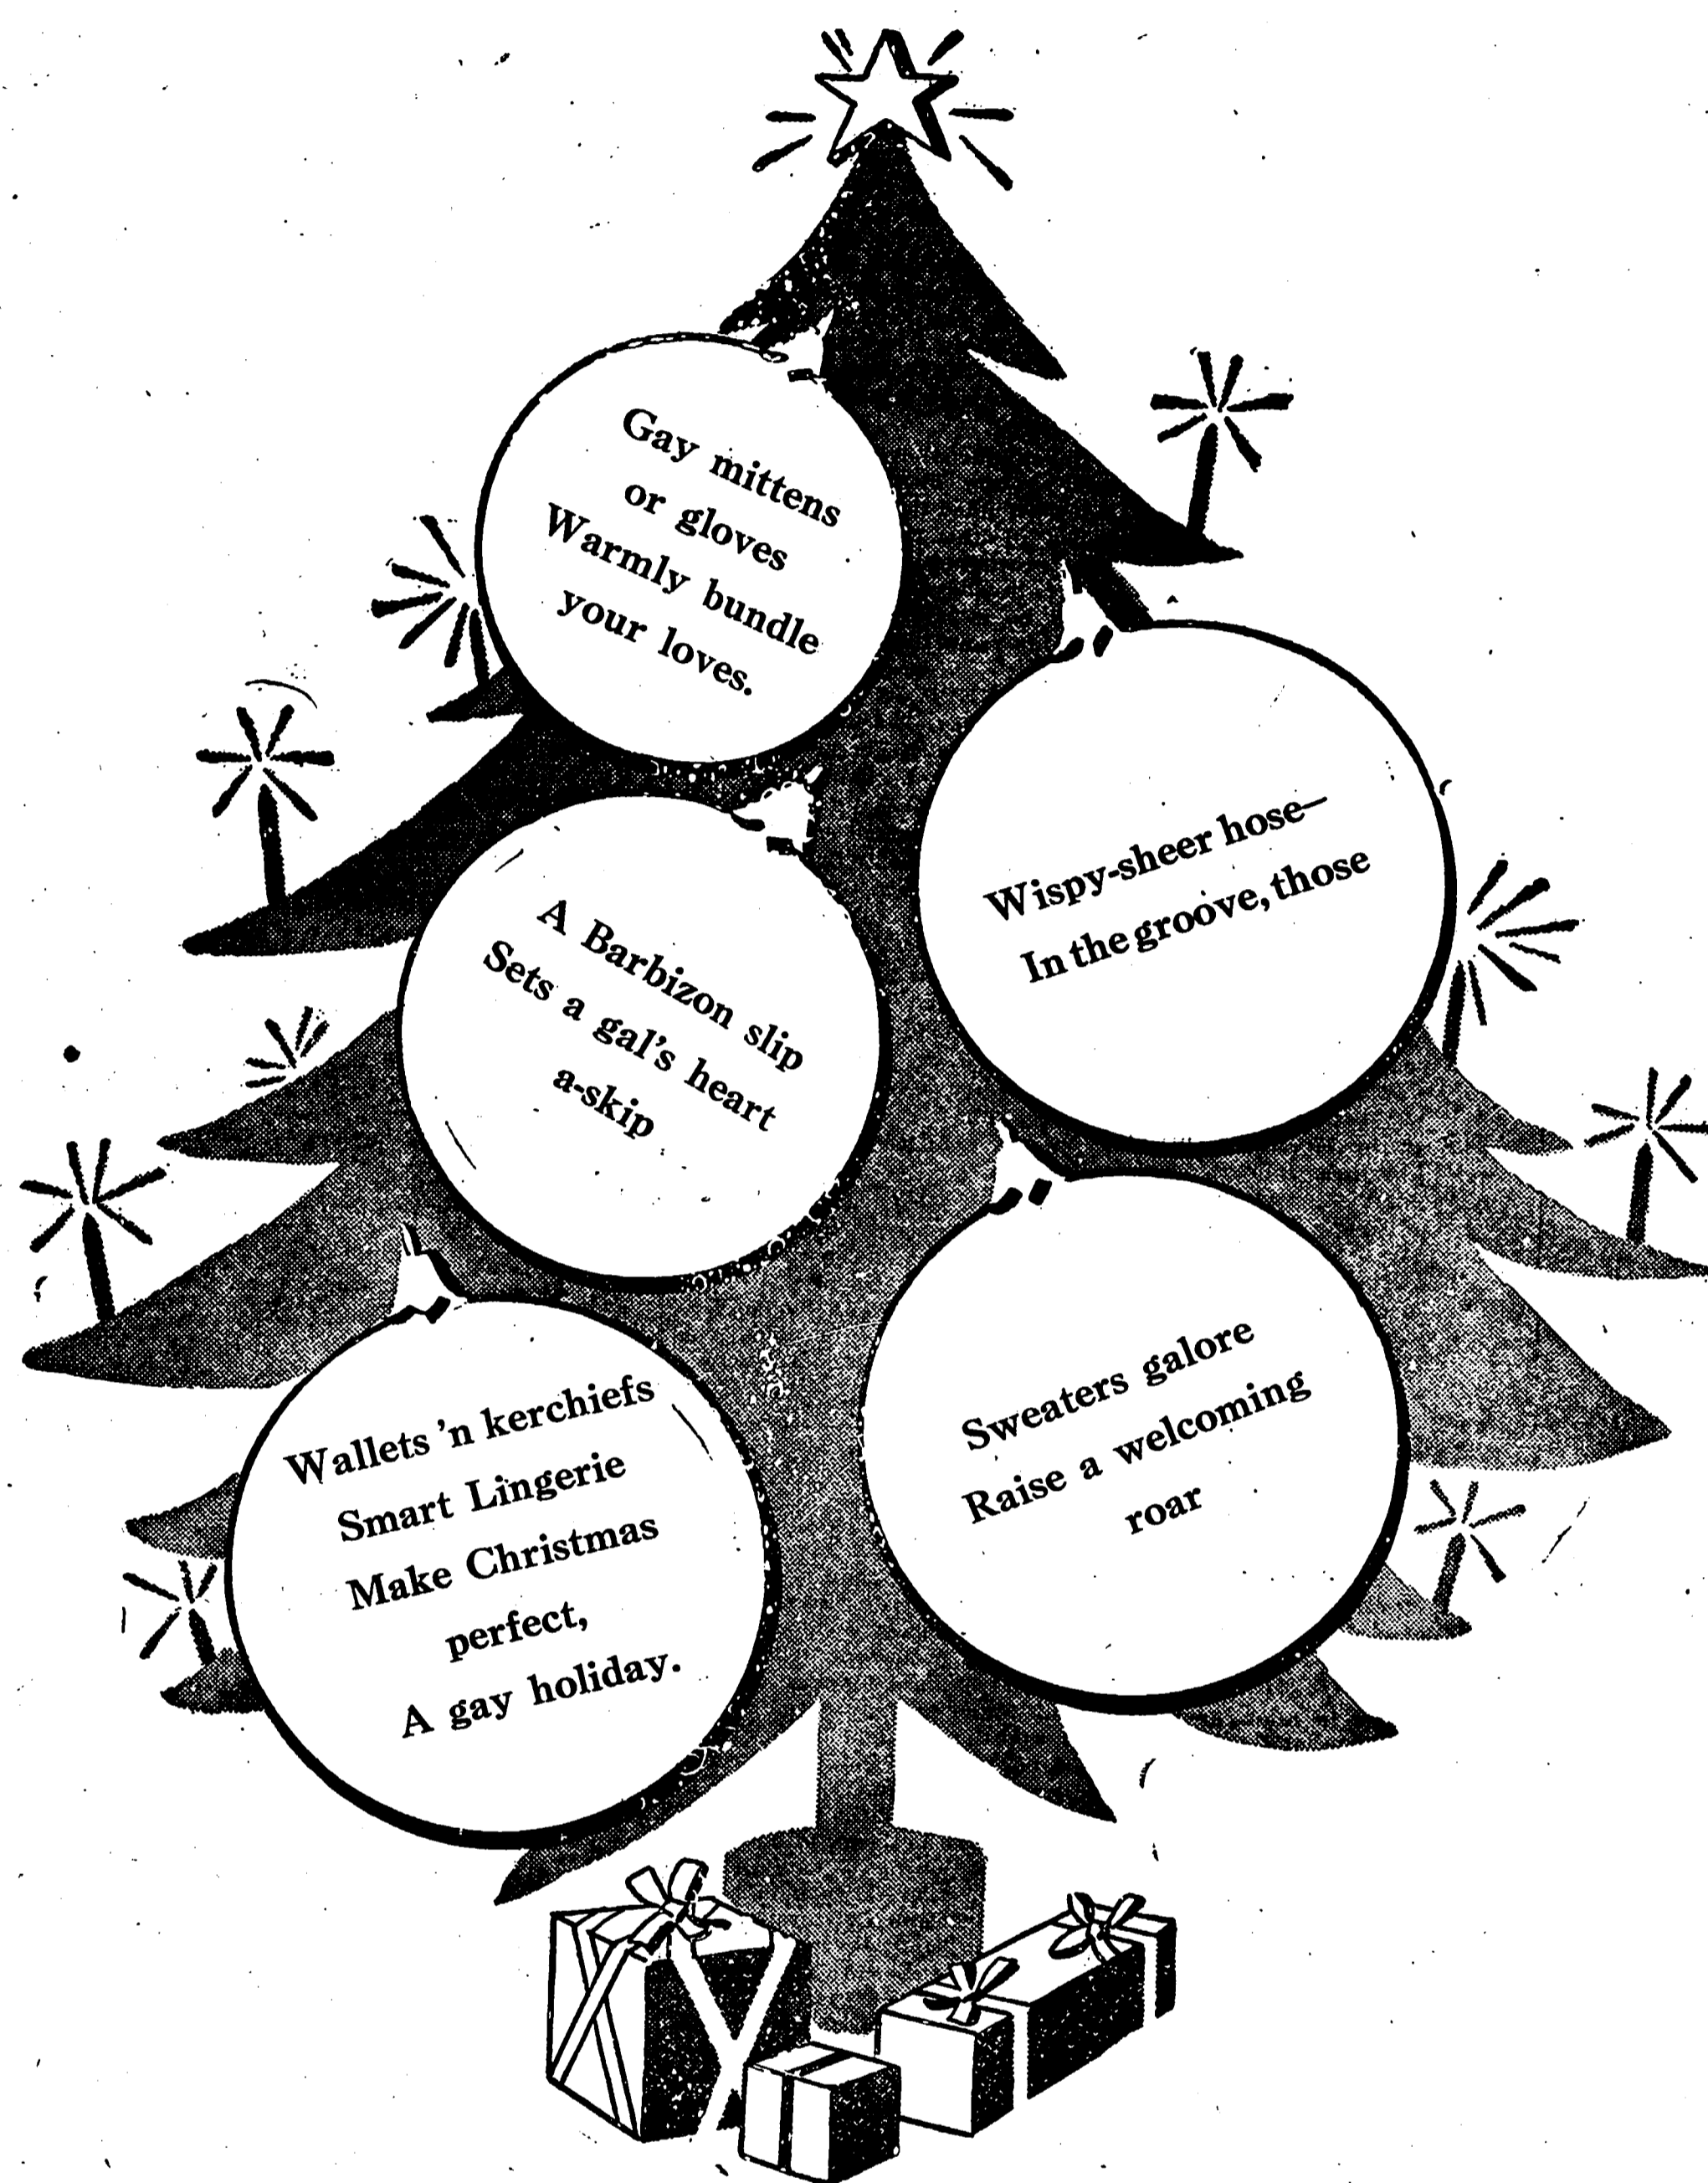 Gay mittens
or gloves
Warmly bundle
your loves.
Wispy-sheer hose—
In the groove, those
A Barbizon slip
Sets a gal's heart
a-skip
Sweaters galore
Raise a welcoming
roar
Wallets 'n kerchiefs
Smart Lingerie
Make Christmas
perfect,
A gay holiday.